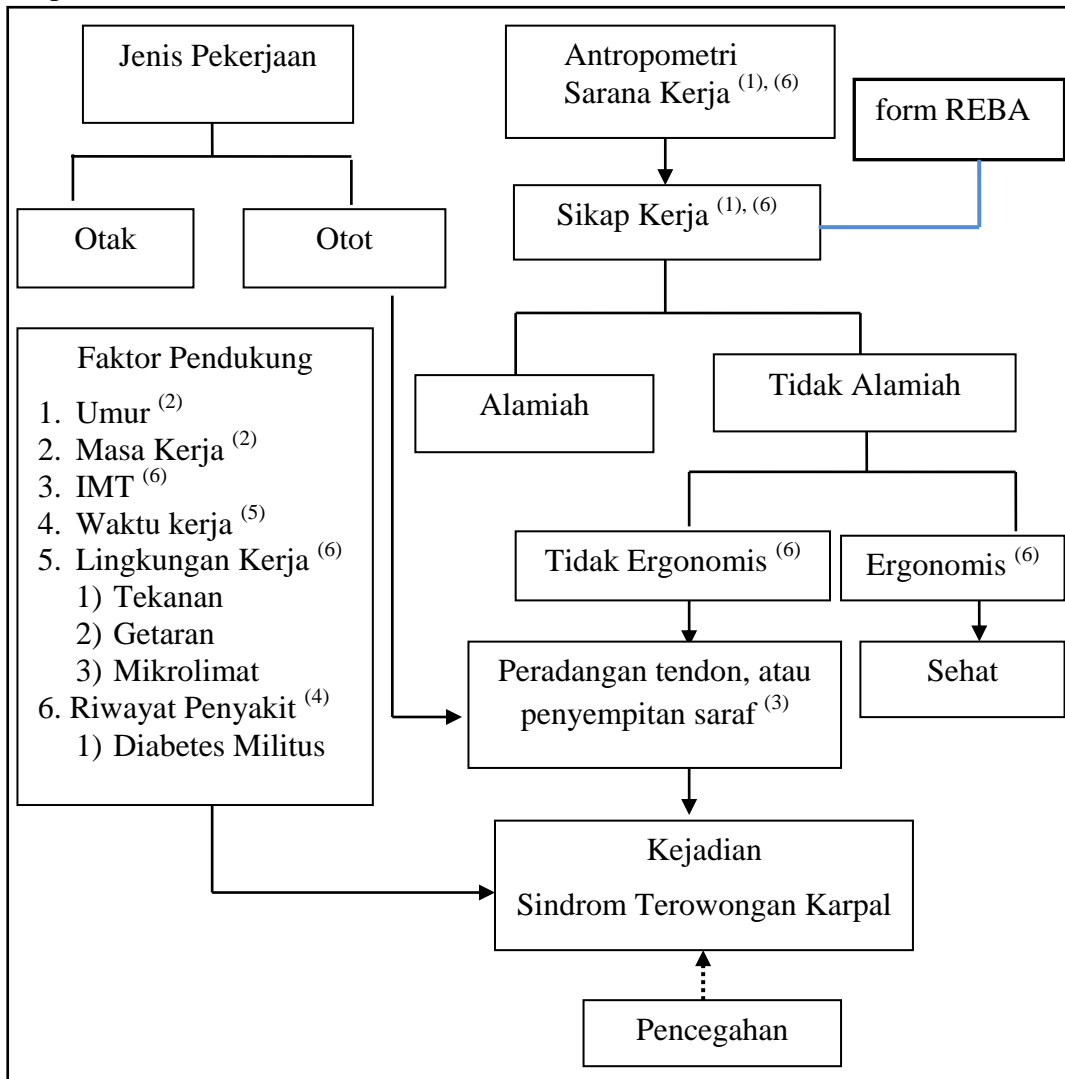 Jenis Pekerjaan
Antropometri
Sarana Kerja (1), (6)
form REBA
Sikap Kerja (1), (6)
Otak
Otot
Faktor Pendukung
1. Umur (2)
2. Masa Kerja (2)
3. IMT (6)
4. Waktu kerja (5)
5. Lingkungan Kerja (6)
1) Tekanan
2) Getaran
3) Mikrolimat
6. Riwayat Penyakit (4)
1) Diabetes Militus
Alamiah
Tidak Alamiah
Tidak Ergonomis (6)
Ergonomis (6)
Peradangan tendon, atau
penyempitan saraf (3)
Sehat
Kejadian
Sindrom Terowongan Karpal
Pencegahan